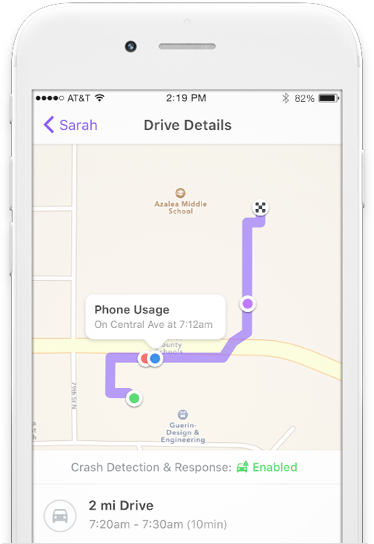 AT&T 2:19 PM 82%
Sarah Drive Details
Azalea Middle
School
Phone Usage
On Central Ave at 7:12am
County
Schools
79th St N
Guerin-
Design &
Engineering
Crash Detection & Response: Enabled
2 mi Drive
7:20am - 7:30am (10min)